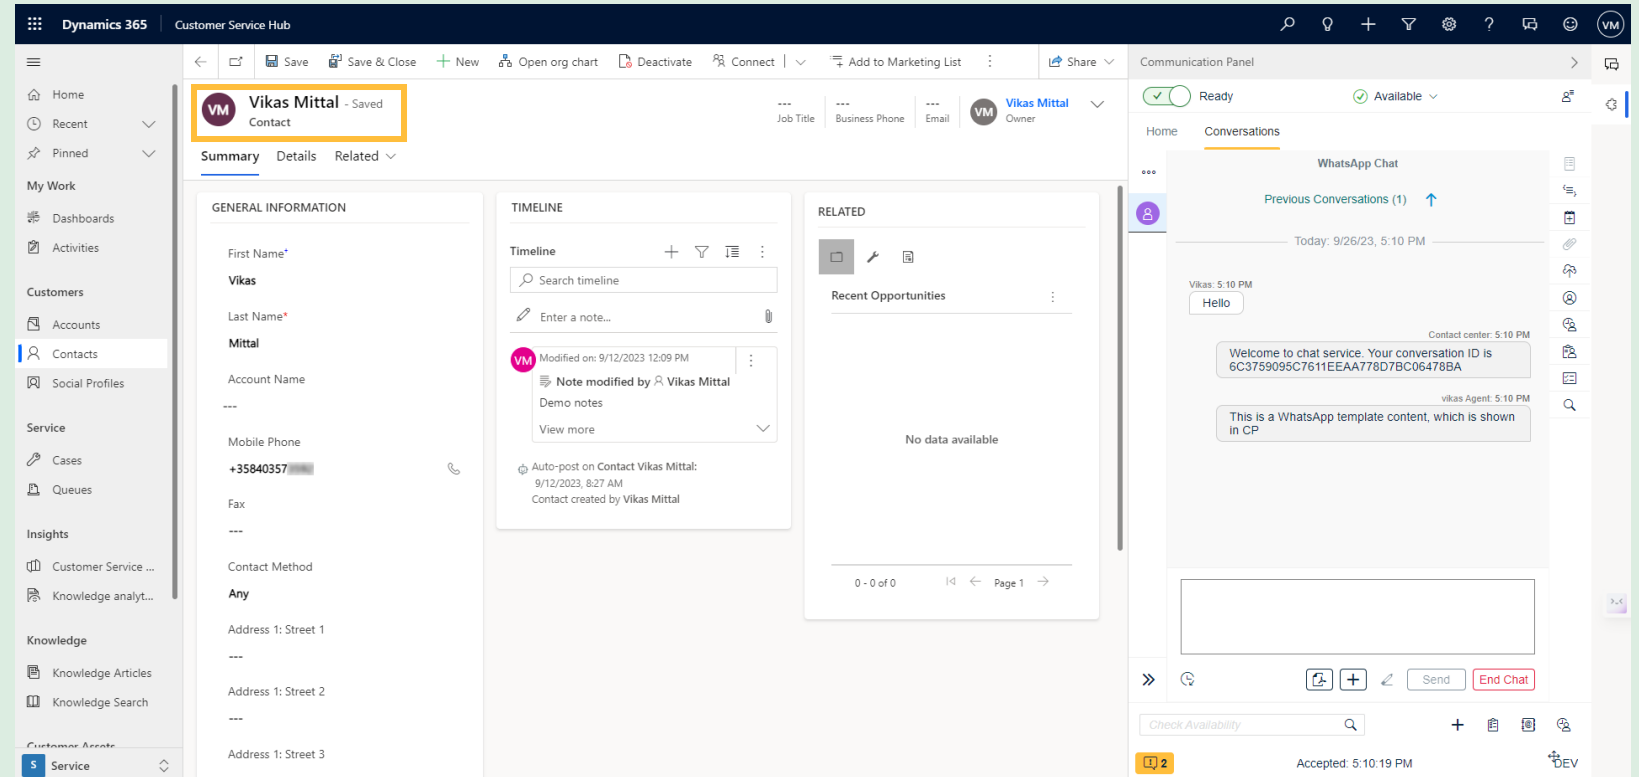 Dynamics 365
Customer Service Hub
VM
Save
Save & Close
New
Open org chart
Deactivate
Connect
Add to Marketing List
Share
Communication Panel
Home
Recent
Pinned
My Work
Dashboards
Activities
Customers
Accounts
Contacts
Social Profiles
Service
Cases
Queues
Insights
Customer Service ...
Knowledge analyt...
Knowledge
Knowledge Articles
Knowledge Search
Customer Assets
S
Service
VM
Vikas Mittal - Saved
Contact
---
Job Title
---
Business Phone
---
Email
VM
Vikas Mittal
Owner
Summary
Details
Related
GENERAL INFORMATION
First Name+
Vikas
Last Name*
Mittal
Account Name
---
Mobile Phone
+35840357
Fax
---
Contact Method
Any
Address 1: Street 1
---
Address 1: Street 2
---
Address 1: Street 3
TIMELINE
Timeline
Search timeline
Enter a note...
VM
Modified on: 9/12/2023 12:09 PM
Note modified by Vikas Mittal
Demo notes
View more
Auto-post on Contact Vikas Mittal:
9/12/2023, 8:27 AM
Contact created by Vikas Mittal
RELATED
Recent Opportunities
No data available
0 - 0 of 0
Page 1
Ready
Available
Home
Conversations
WhatsApp Chat
Previous Conversations (1)
Today: 9/26/23, 5:10 PM
Vikas: 5:10 PM
Hello
Contact center: 5:10 PM
Welcome to chat service. Your conversation ID is
6C3759095C7611EEAA778D7BC06478BA
vikas Agent: 5:10 PM
This is a WhatsApp template content, which is shown
in CP
Send
End Chat
Check Availability
2
Accepted: 5:10:19 PM
DEV